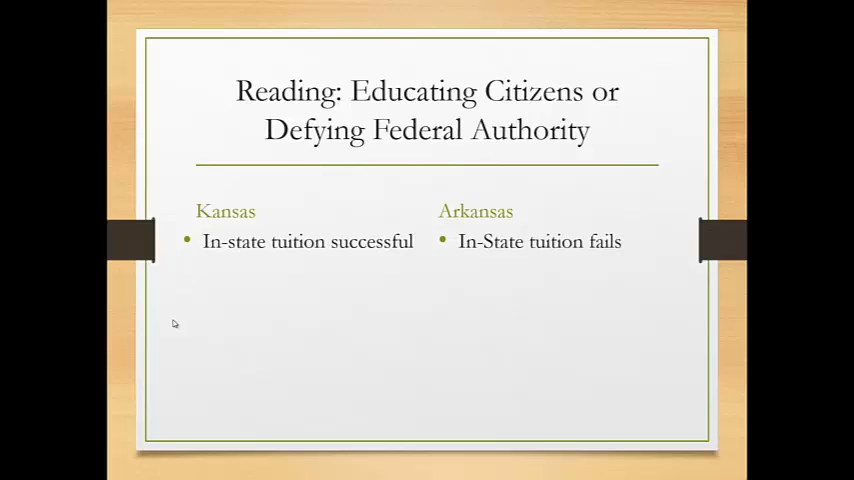 Reading: Educating Citizens or
Defying Federal Authority
Kansas
• In-state tuition successful
Arkansas
• In-State tuition fails